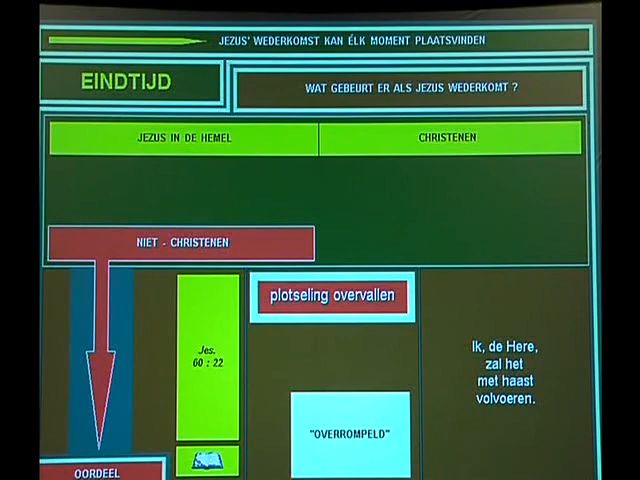 JEZUS' WEDERKOMST KAN ÉLK MOMENT PLAATSVINDEN
EINDTIJD
WAT GEBEURT ER ALS JEZUS WEDERKOMT ?
JEZUS IN DE HEMEL
CHRISTENEN
NIET - CHRISTENEN
plotseling overvallen
Jes.
60 : 22
Ik, de Here,
zal het
met haast
volvoeren.
"OVERROMPELD"
OORDEEL